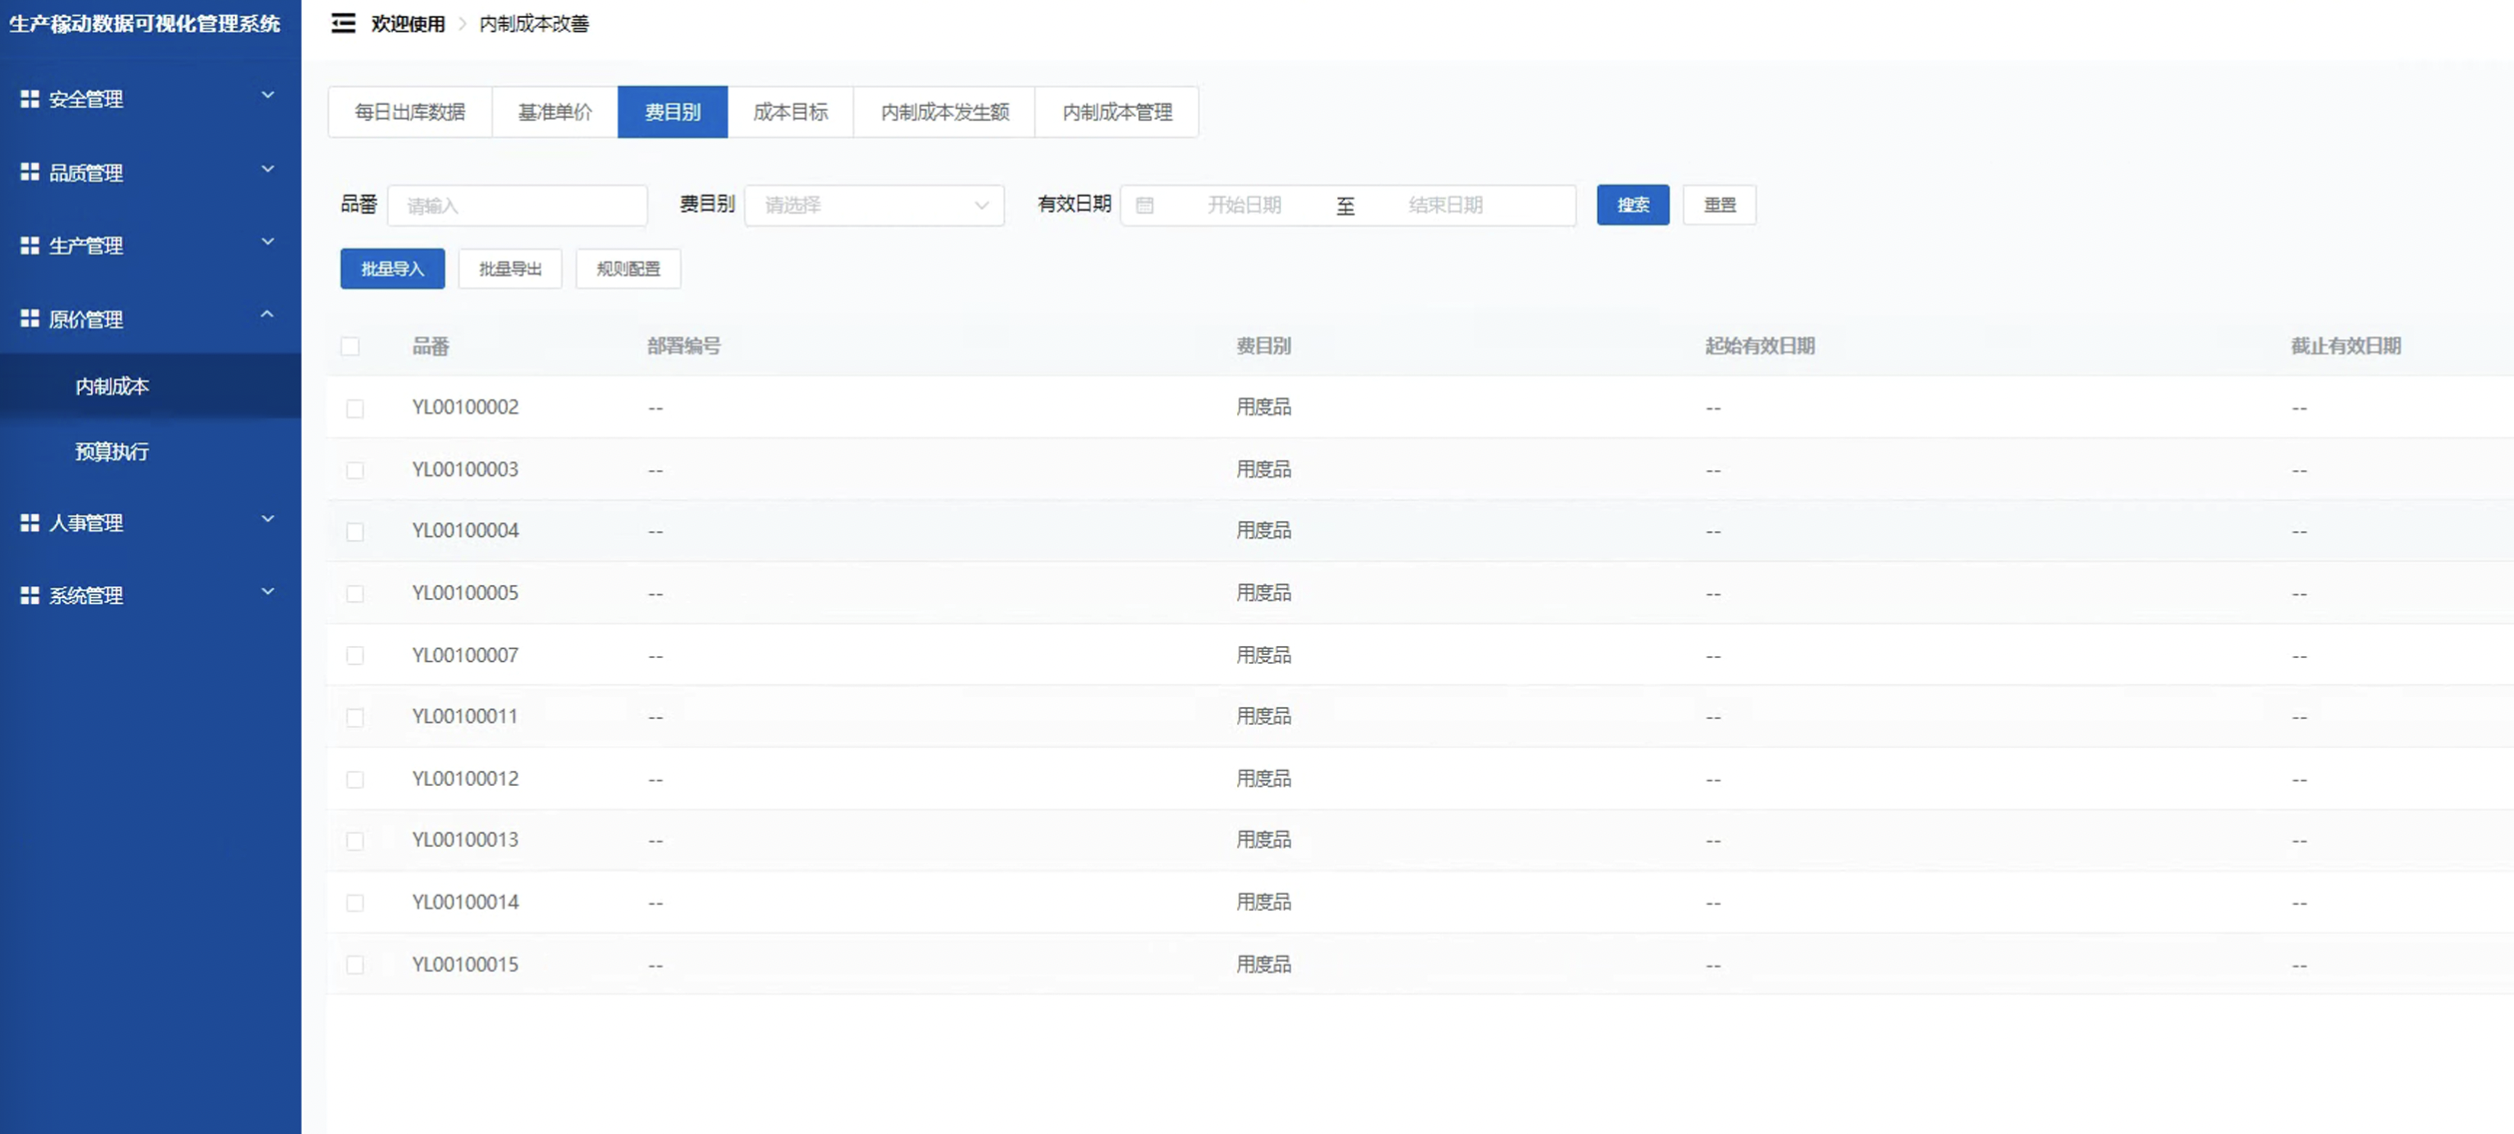 生产稼动数据可视化管理系统
欢迎使用 > 内制成本改善
安全管理
品质管理
生产管理
原价管理
内制成本
预算执行
人事管理
系统管理
每日出库数据 基准单价 费目别 成本目标 内制成本发生额 内制成本管理
品番 请输入 费目别 请选择 有效日期 开始日期 至 结束日期 搜索 重置
批量导入 批量导出 规则配置
品番 部署编号 费目别 起始有效日期 截止有效日期
YL00100002 -- 用度品 -- --
YL00100003 -- 用度品 -- --
YL00100004 -- 用度品 -- --
YL00100005 -- 用度品 -- --
YL00100007 -- 用度品 -- --
YL00100011 -- 用度品 -- --
YL00100012 -- 用度品 -- --
YL00100013 -- 用度品 -- --
YL00100014 -- 用度品 -- --
YL00100015 -- 用度品 -- --